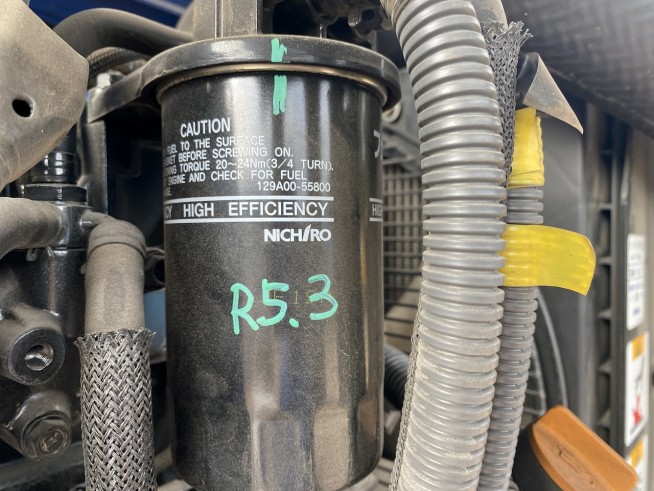 CAUTION
FUEL TO THE SURFACE
BEFORE SCREWING ON.
TORQUE 20~24Nm(3/4 TURN).
ENGINE AND CHECK FOR FUEL
129A00-55800
HIGH EFFICIENCY
NICHIRO
R5.3